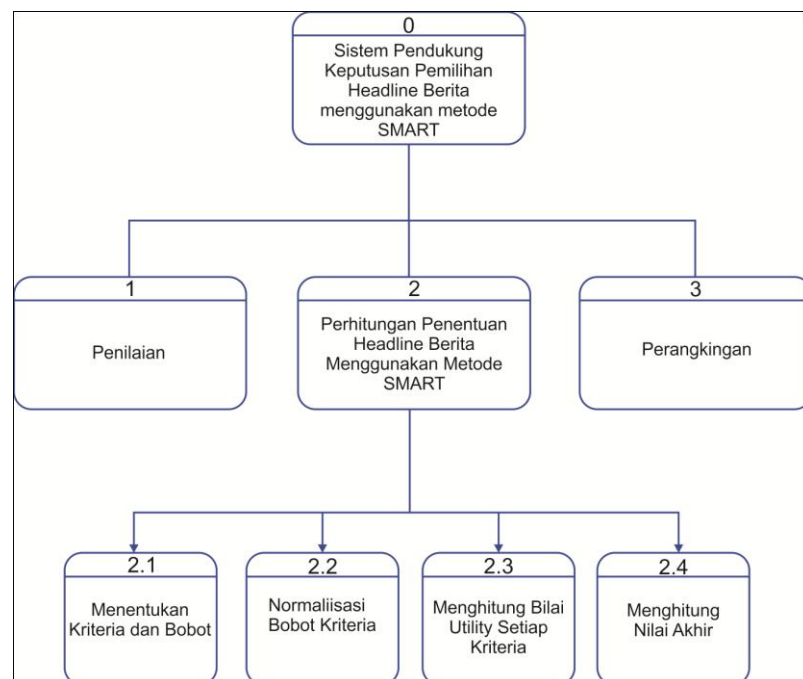 0
Sistem Pendukung
Keputusan Pemilihan
Headline Berita
menggunakan metode
SMART
1
Penilaian
2
Perhitungan Penentuan
Headline Berita
Menggunakan Metode
SMART
3
Perangkingan
2.1
Menentukan
Kriteria dan Bobot
2.2
Normaliisasi
Bobot Kriteria
2.3
Menghitung Bilai
Utility Setiap
Kriteria
2.4
Menghitung
Nilai Akhir